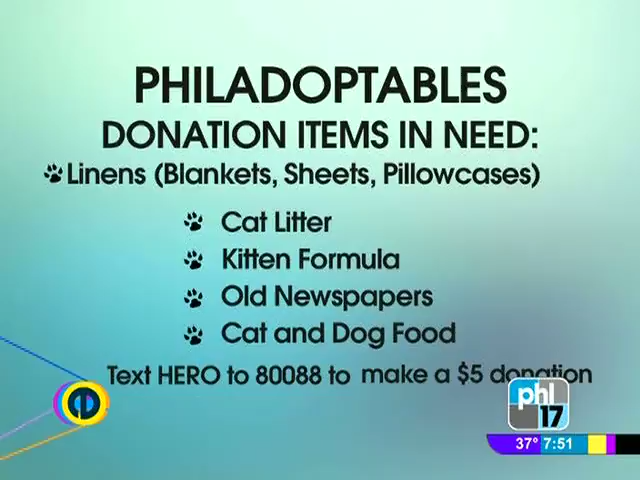 PHILADOPTABLES
DONATION ITEMS IN NEED:
Linens (Blankets, Sheets, Pillowcases)
Cat Litter
Kitten Formula
Old Newspapers
Cat and Dog Food
Text HERO to 80088 to make a $5 donation
phl
17
37° 7:51